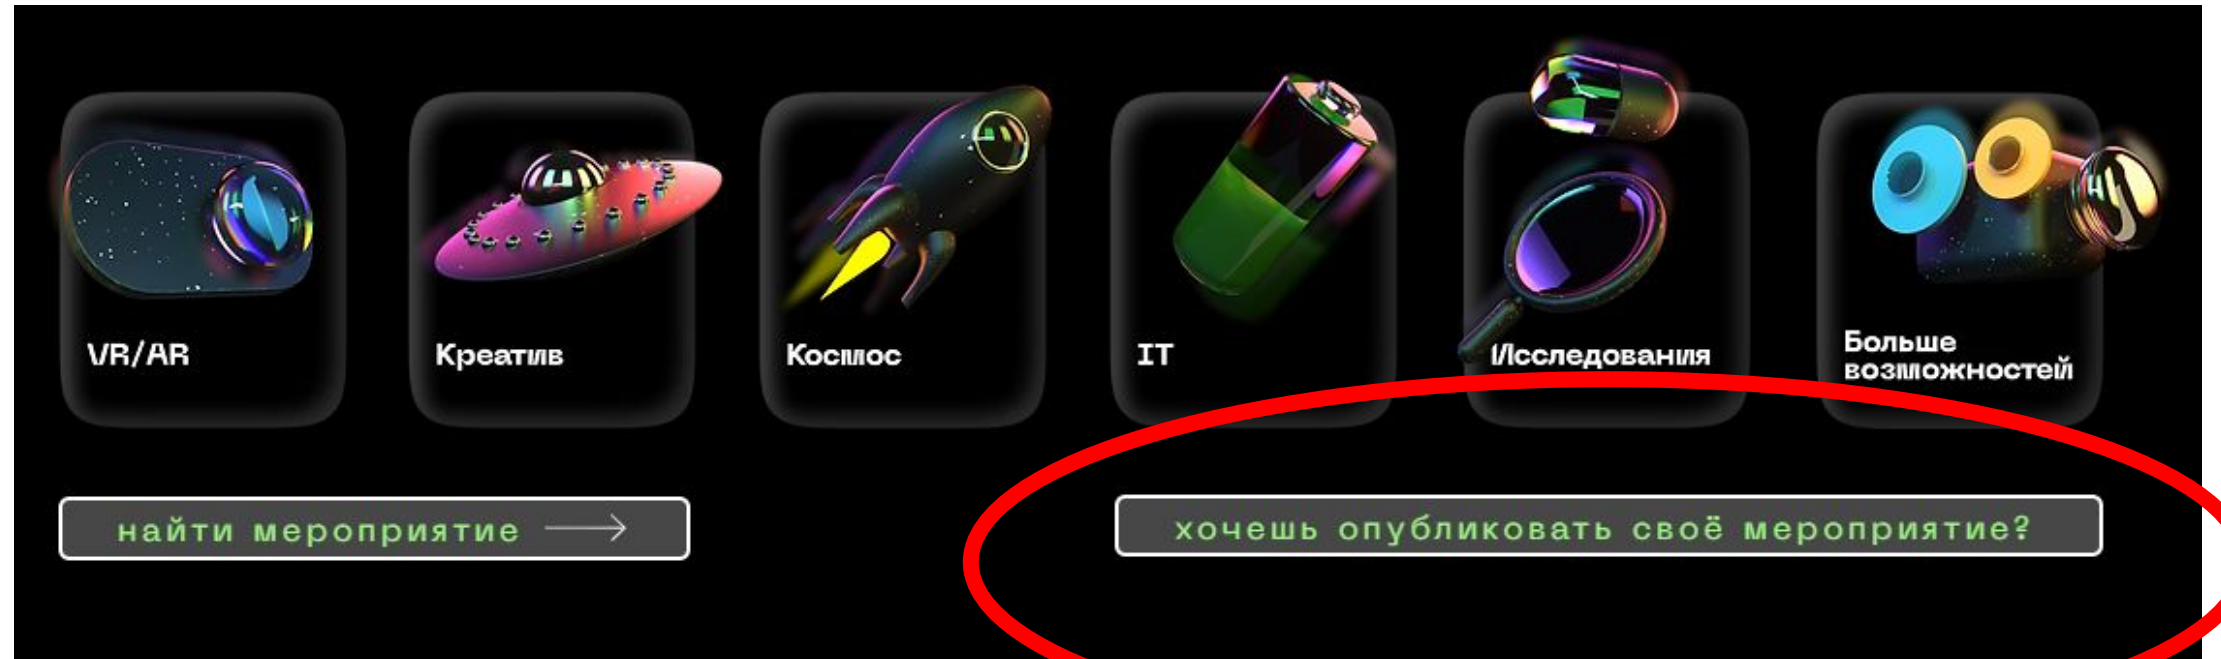 VR/AR
Креатив
Космос
IT
Исследования
Больше
возможностей
найти мероприятие
хочешь опубликовать своё мероприятие?